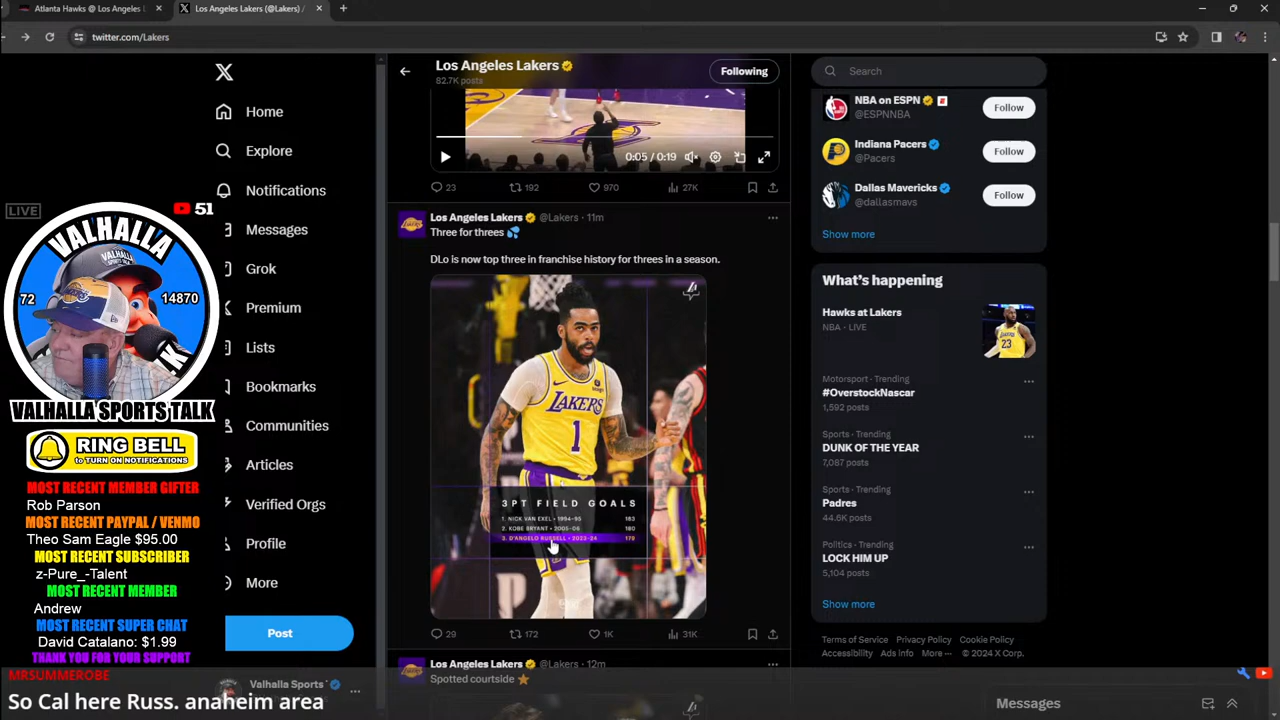 Atlanta Hawks @ Los Angeles L
Los Angeles Lakers (@Lakers) /
twitter.com/Lakers
Home
Explore
Notifications
Messages
Grok
Premium
Lists
Bookmarks
Communities
Articles
Verified Orgs
Profile
More
Post
Valhalla Sports T
Los Angeles Lakers
82.7K posts
Following
0:05 / 0:19
23 192 970 27K
Los Angeles Lakers @Lakers · 11m
Three for threes 💦
DLo is now top three in franchise history for threes in a season.
LAKERS
1
3PT FIELD GOALS
1. NICK VAN EXEL • 1994-95 183
2. KOBE BRYANT • 2005-06 180
3. D'ANGELO RUSSELL • 2023-24 179
29 172 1K 31K
Los Angeles Lakers @Lakers · 12m
Spotted courtside ⭐
Search
NBA on ESPN
@ESPNNBA
Follow
Indiana Pacers
@Pacers
Follow
Dallas Mavericks
@dallasmavs
Follow
Show more
What's happening
Hawks at Lakers
NBA · LIVE
23
Motorsport · Trending
#OverstockNascar
1,592 posts
Sports · Trending
DUNK OF THE YEAR
7,087 posts
Sports · Trending
Padres
44.6K posts
Politics · Trending
LOCK HIM UP
5,104 posts
Show more
Terms of Service Privacy Policy Cookie Policy
Accessibility Ads info More ··· © 2024 X Corp.
Messages
LIVE
51
VALHALLA
SPORTS TALK
72
14870
VALHALLA SPORTS TALK
RING BELL
to TURN ON NOTIFICATIONS
MOST RECENT MEMBER GIFTER
Rob Parson
MOST RECENT PAYPAL / VENMO
Theo Sam Eagle $95.00
MOST RECENT SUBSCRIBER
z-Pure_-Talent
MOST RECENT MEMBER
Andrew
MOST RECENT SUPER CHAT
David Catalano: $1.99
THANK YOU FOR YOUR SUPPORT
MRSUMMEROBE
So Cal here Russ. anaheim area